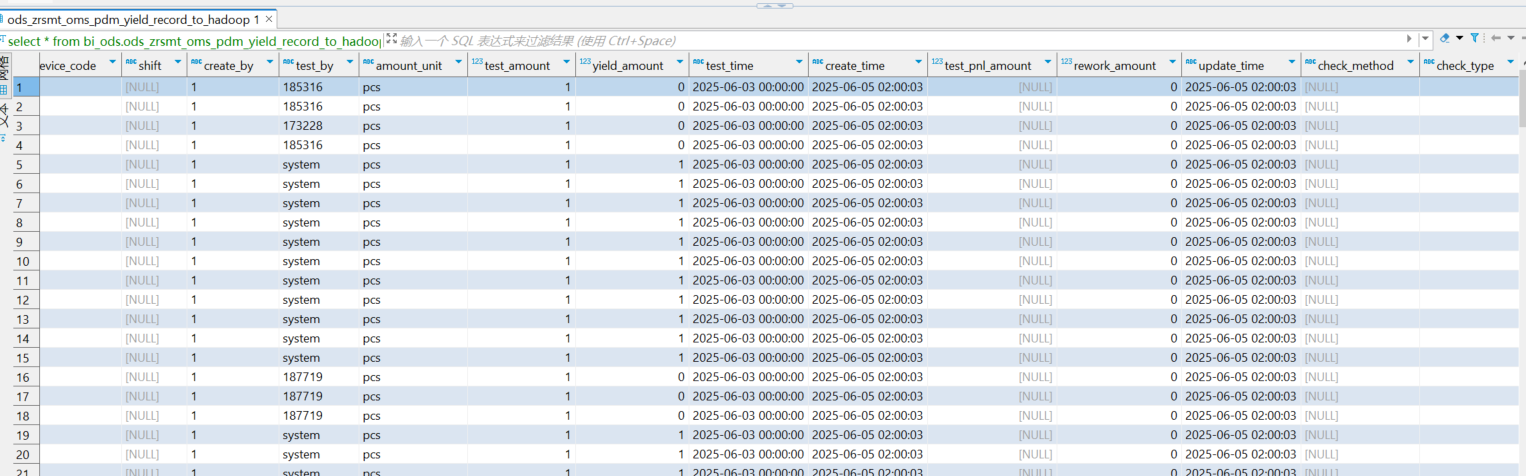 ods_zrsmt_oms_pdm_yield_record_to_hadoop 1
select * from bi_ods.ods_zrsmt_oms_pdm_yield_record_to_hadoop 输入一个 SQL 表达式来过滤结果 (使用 Ctrl+Space)
evice_code shift create_by test_by amount_unit test_amount yield_amount test_time create_time test_pnl_amount rework_amount update_time check_method check_type
1 [NULL] 1 185316 pcs 1 0 2025-06-03 00:00:00 2025-06-05 02:00:03 [NULL] 0 2025-06-05 02:00:03 [NULL]
2 [NULL] 1 185316 pcs 1 0 2025-06-03 00:00:00 2025-06-05 02:00:03 [NULL] 0 2025-06-05 02:00:03 [NULL]
3 [NULL] 1 173228 pcs 1 0 2025-06-03 00:00:00 2025-06-05 02:00:03 [NULL] 0 2025-06-05 02:00:03 [NULL]
4 [NULL] 1 185316 pcs 1 0 2025-06-03 00:00:00 2025-06-05 02:00:03 [NULL] 0 2025-06-05 02:00:03 [NULL]
5 [NULL] 1 system pcs 1 1 2025-06-03 00:00:00 2025-06-05 02:00:03 [NULL] 0 2025-06-05 02:00:03 [NULL]
6 [NULL] 1 system pcs 1 1 2025-06-03 00:00:00 2025-06-05 02:00:03 [NULL] 0 2025-06-05 02:00:03 [NULL]
7 [NULL] 1 system pcs 1 1 2025-06-03 00:00:00 2025-06-05 02:00:03 [NULL] 0 2025-06-05 02:00:03 [NULL]
8 [NULL] 1 system pcs 1 1 2025-06-03 00:00:00 2025-06-05 02:00:03 [NULL] 0 2025-06-05 02:00:03 [NULL]
9 [NULL] 1 system pcs 1 1 2025-06-03 00:00:00 2025-06-05 02:00:03 [NULL] 0 2025-06-05 02:00:03 [NULL]
10 [NULL] 1 system pcs 1 1 2025-06-03 00:00:00 2025-06-05 02:00:03 [NULL] 0 2025-06-05 02:00:03 [NULL]
11 [NULL] 1 system pcs 1 1 2025-06-03 00:00:00 2025-06-05 02:00:03 [NULL] 0 2025-06-05 02:00:03 [NULL]
12 [NULL] 1 system pcs 1 1 2025-06-03 00:00:00 2025-06-05 02:00:03 [NULL] 0 2025-06-05 02:00:03 [NULL]
13 [NULL] 1 system pcs 1 1 2025-06-03 00:00:00 2025-06-05 02:00:03 [NULL] 0 2025-06-05 02:00:03 [NULL]
14 [NULL] 1 system pcs 1 1 2025-06-03 00:00:00 2025-06-05 02:00:03 [NULL] 0 2025-06-05 02:00:03 [NULL]
15 [NULL] 1 system pcs 1 1 2025-06-03 00:00:00 2025-06-05 02:00:03 [NULL] 0 2025-06-05 02:00:03 [NULL]
16 [NULL] 1 187719 pcs 1 0 2025-06-03 00:00:00 2025-06-05 02:00:03 [NULL] 0 2025-06-05 02:00:03 [NULL]
17 [NULL] 1 187719 pcs 1 0 2025-06-03 00:00:00 2025-06-05 02:00:03 [NULL] 0 2025-06-05 02:00:03 [NULL]
18 [NULL] 1 187719 pcs 1 0 2025-06-03 00:00:00 2025-06-05 02:00:03 [NULL] 0 2025-06-05 02:00:03 [NULL]
19 [NULL] 1 system pcs 1 1 2025-06-03 00:00:00 2025-06-05 02:00:03 [NULL] 0 2025-06-05 02:00:03 [NULL]
20 [NULL] 1 system pcs 1 1 2025-06-03 00:00:00 2025-06-05 02:00:03 [NULL] 0 2025-06-05 02:00:03 [NULL]
21 [NULL] 1 system pcs 1 1 2025-06-03 00:00:00 2025-06-05 02:00:03 [NULL] 0 2025-06-05 02:00:03 [NULL]